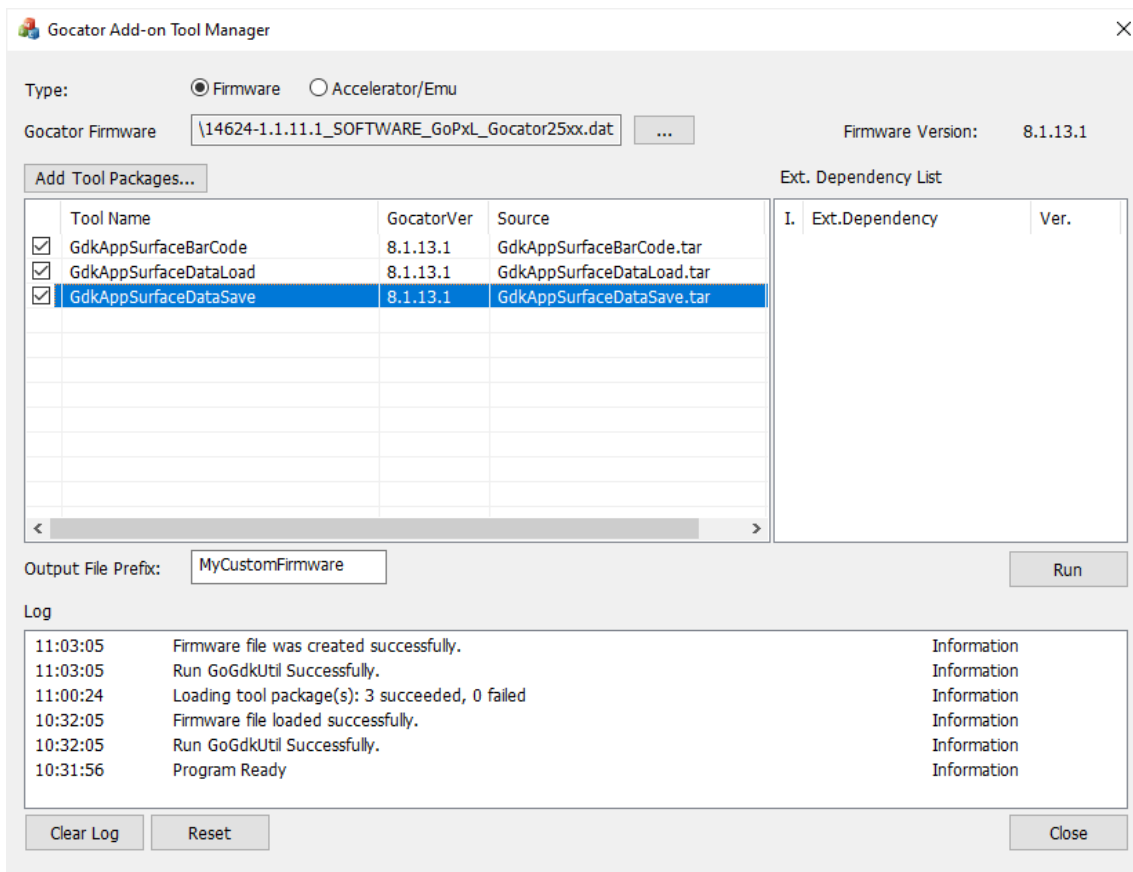 Gocator Add-on Tool Manager
Type: Firmware Accelerator/Emu
Gocator Firmware \14624-1.1.11.1_SOFTWARE_GoPxL_Gocator25xx.dat ... Firmware Version: 8.1.13.1
Add Tool Packages... Ext. Dependency List
Tool Name GocatorVer Source I. Ext.Dependency Ver.
GdkAppSurfaceBarCode 8.1.13.1 GdkAppSurfaceBarCode.tar
GdkAppSurfaceDataLoad 8.1.13.1 GdkAppSurfaceDataLoad.tar
GdkAppSurfaceDataSave 8.1.13.1 GdkAppSurfaceDataSave.tar
Output File Prefix: MyCustomFirmware Run
Log
11:03:05 Firmware file was created successfully. Information
11:03:05 Run GoGdkUtil Successfully. Information
11:00:24 Loading tool package(s): 3 succeeded, 0 failed Information
10:32:05 Firmware file loaded successfully. Information
10:32:05 Run GoGdkUtil Successfully. Information
10:31:56 Program Ready Information
Clear Log Reset Close